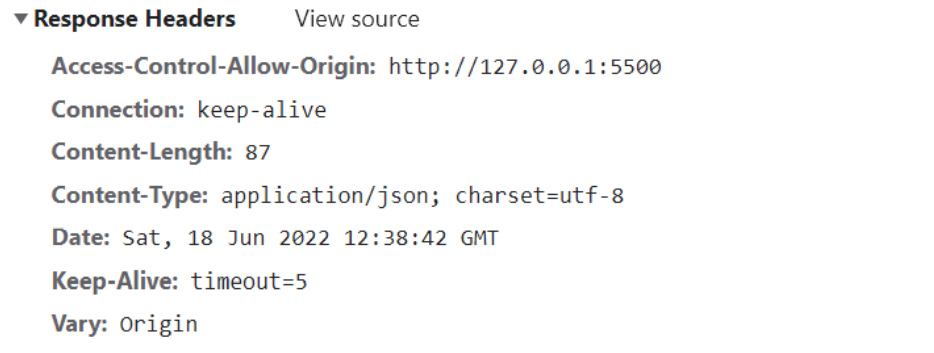 Response Headers View source
Access-Control-Allow-Origin: http://127.0.0.1:5500
Connection: keep-alive
Content-Length: 87
Content-Type: application/json; charset=utf-8
Date: Sat, 18 Jun 2022 12:38:42 GMT
Keep-Alive: timeout=5
Vary: Origin